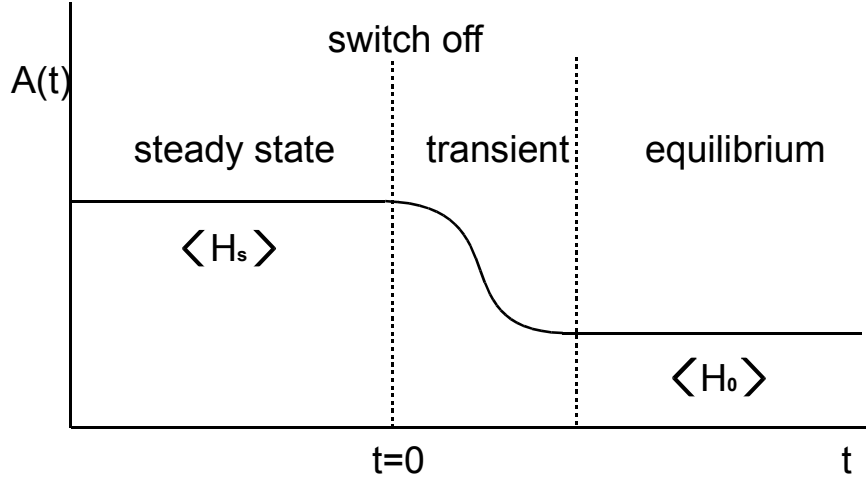 switch off
A(t)
steady state
transient
equilibrium
〈Hₛ〉
〈H₀〉
t=0
t